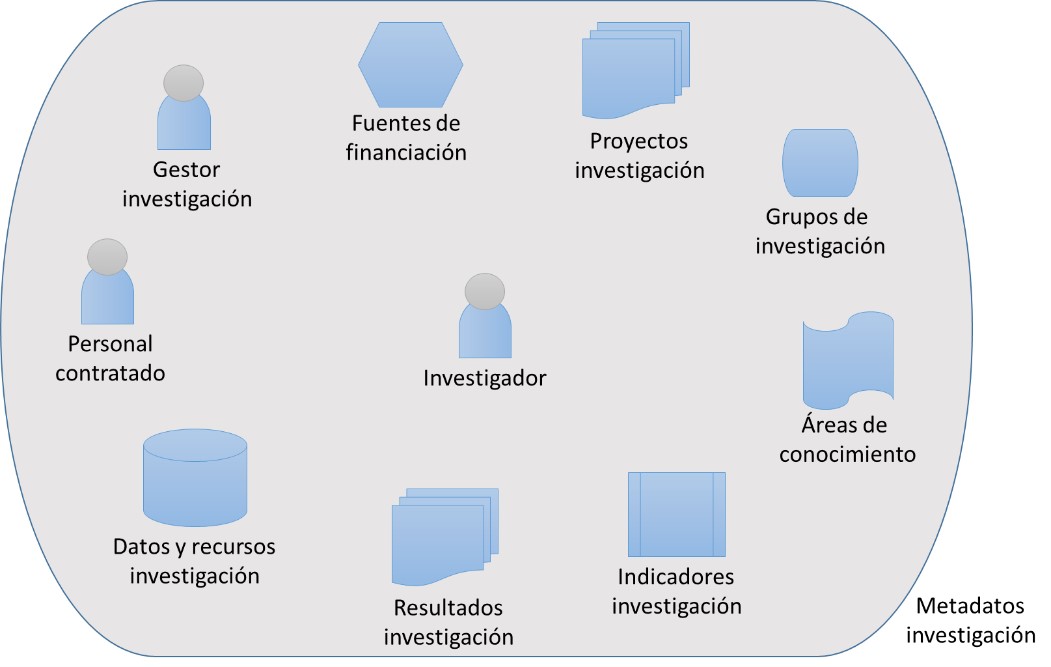 Fuentes de
financiación
Proyectos
investigación
Gestor
investigación
Grupos de
investigación
Personal
contratado
Investigador
Áreas de
conocimiento
Datos y recursos
investigación
Resultados
investigación
Indicadores
investigación
Metadatos
investigación